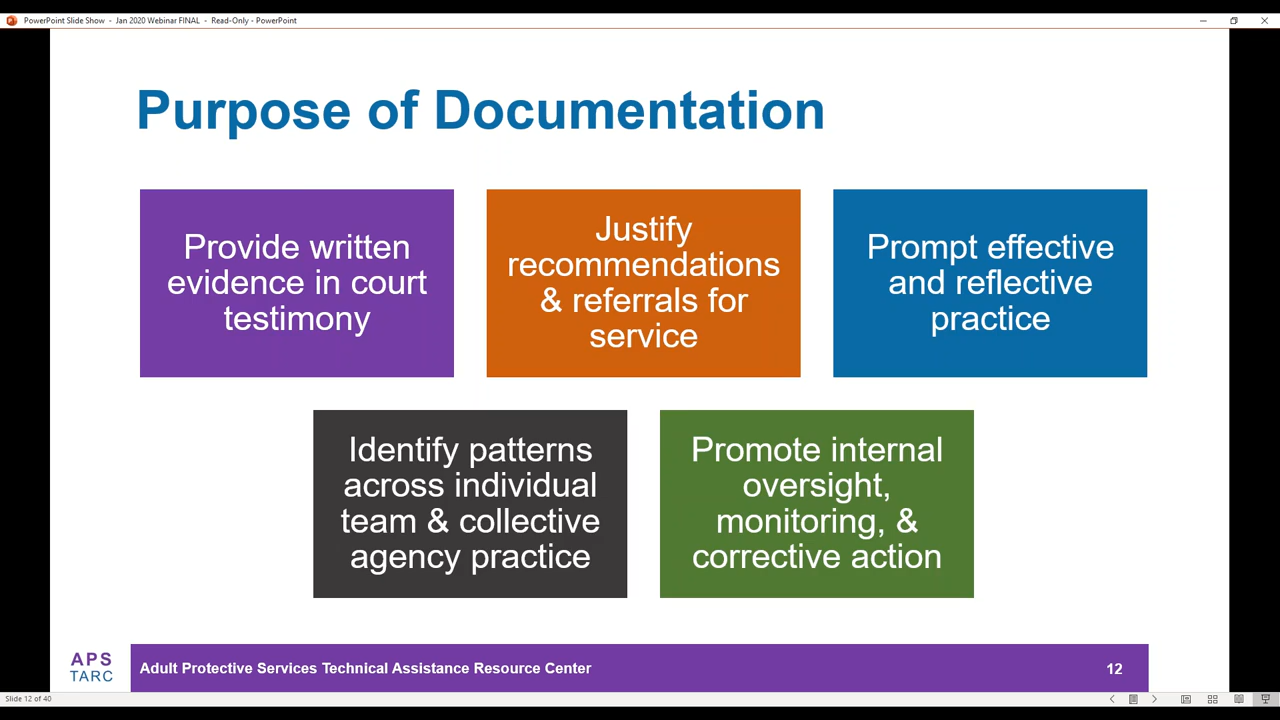 PowerPoint Slide Show - Jan 2020 Webinar FINAL - Read-Only - PowerPoint
Purpose of Documentation
Provide written
evidence in court
testimony
Justify
recommendations
& referrals for
service
Prompt effective
and reflective
practice
Identify patterns
across individual
team & collective
agency practice
Promote internal
oversight,
monitoring, &
corrective action
APS
TARC
Adult Protective Services Technical Assistance Resource Center
12
Slide 12 of 40